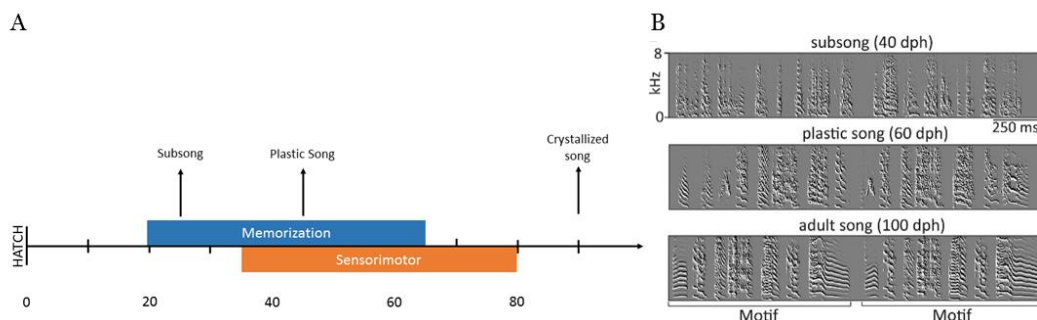 A
Subsong
Plastic Song
Crystallized
song
Memorization
Sensorimotor
HATCH
0
20
40
60
80
B
subsong (40 dph)
8
kHz
0
250 ms
plastic song (60 dph)
adult song (100 dph)
Motif
Motif